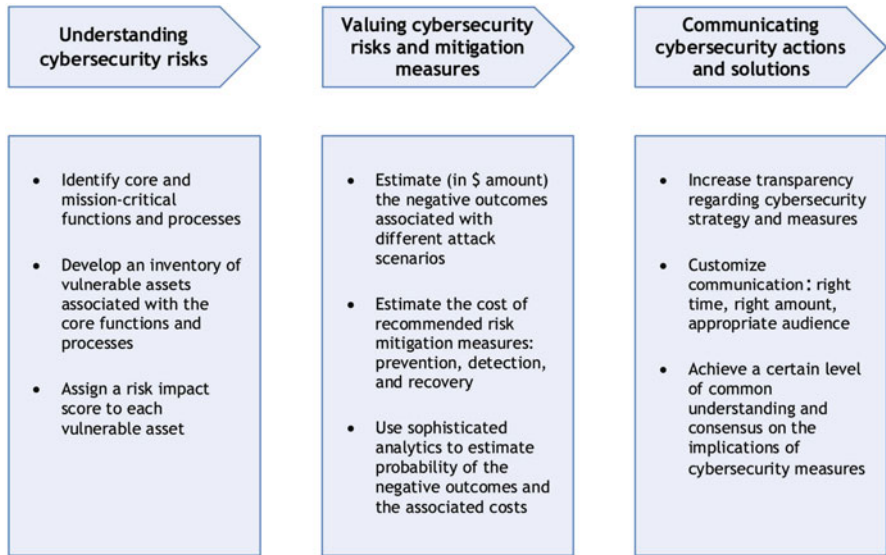 Understanding
cybersecurity risks
Valuing cybersecurity
risks and mitigation
measures
Communicating
cybersecurity actions
and solutions
• Identify core and
mission-critical
functions and processes
• Develop an inventory of
vulnerable assets
associated with the
core functions and
processes
• Assign a risk impact
score to each
vulnerable asset
• Estimate (in $ amount)
the negative outcomes
associated with
different attack
scenarios
• Estimate the cost of
recommended risk
mitigation measures:
prevention, detection,
and recovery
• Use sophisticated
analytics to estimate
probability of the
negative outcomes and
the associated costs
• Increase transparency
regarding cybersecurity
strategy and measures
• Customize
communication: right
time, right amount,
appropriate audience
• Achieve a certain level
of common
understanding and
consensus on the
implications of
cybersecurity measures